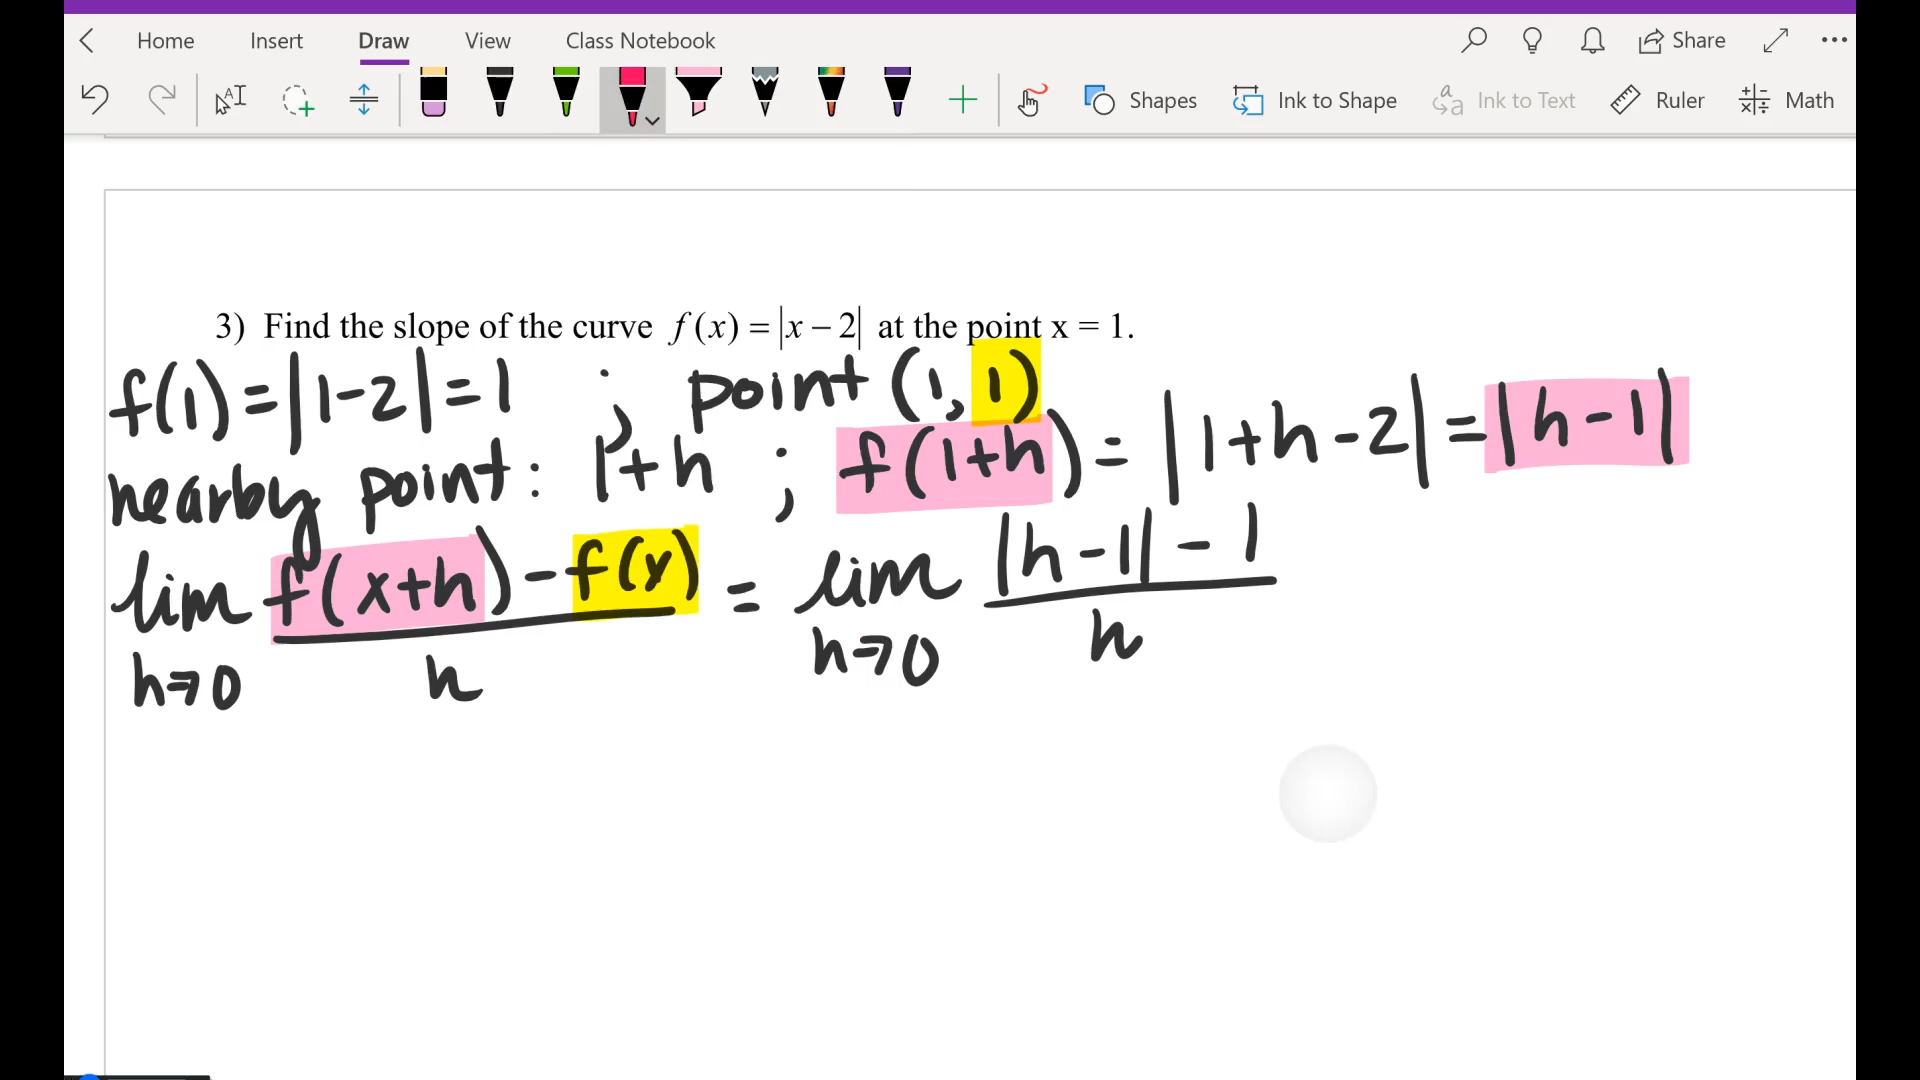 Home Insert Draw View Class Notebook Share
Shapes Ink to Shape Ink to Text Ruler Math
3) Find the slope of the curve f(x) = |x − 2| at the point x = 1.
f(1) = |1-2| = 1 ; point (1, 1)
nearby point: 1+h ; f(1+h) = |1+h-2| = |h-1|
lim f(x+h) - f(x) = lim |h-1| - 1
h→0 h h→0 h